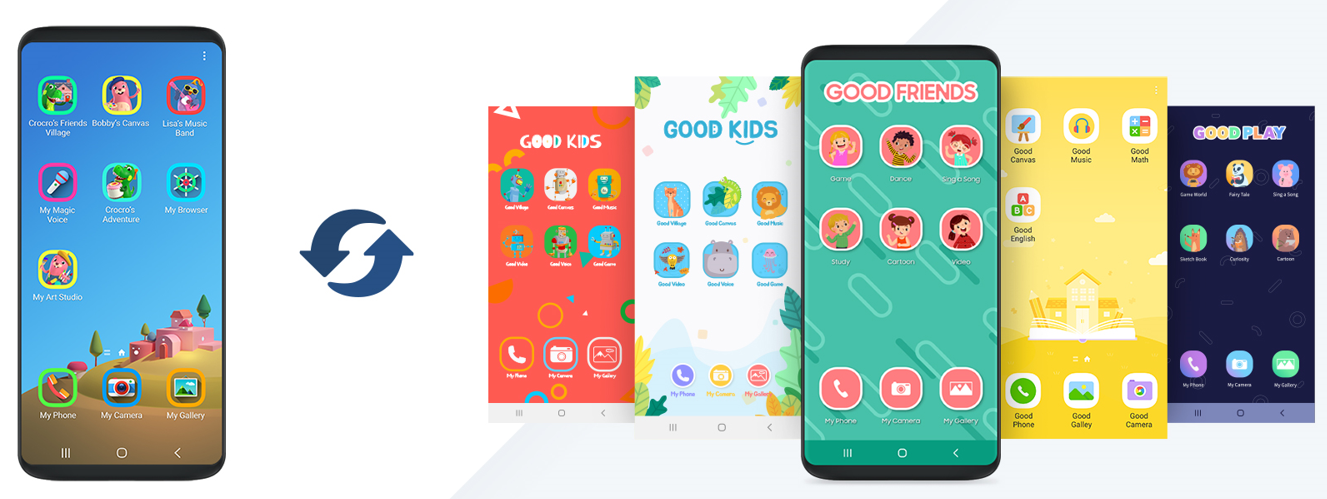 Crocro's Friends
Village
Bobby's Canvas
Lisa's Music
Band
My Magic
Voice
Crocro's
Adventure
My Browser
My Art Studio
My Phone
My Camera
My Gallery
GOOD KIDS
Good Village
Good Canvas
Good Music
Good Video
Good Voice
Good Game
My Phone
My Camera
My Gallery
GOOD KIDS
Good Village
Good Canvas
Good Music
Good Video
Good Voice
Good Game
My Phone
My Camera
My Gallery
GOOD FRIENDS
Game
Dance
Sing a Song
Study
Cartoon
Video
My Phone
My Camera
My Gallery
Good
Canvas
Good
Music
Good
Math
A
B C
Good
English
Good
Phone
Good
Galley
Good
Camera
GOOD PLAY
Game World
Fairy Tale
Sing a Song
Sketch Book
Curiosity
Cartoon
My Phone
My Camera
My Gallery